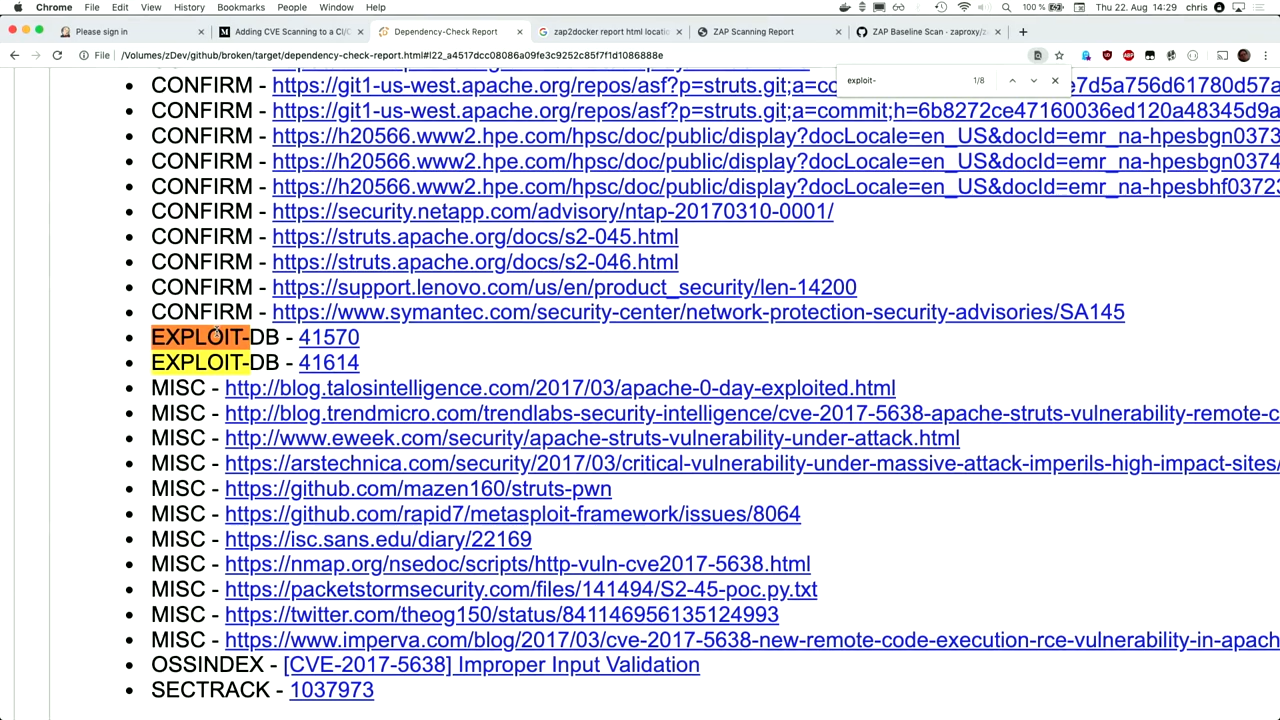 Chrome File Edit View History Bookmarks People Window Help 100 % Thu 22. Aug 14:29 chris
Please sign in
Adding CVE Scanning to a CI/C
Dependency-Check Report
zap2docker report html locatio
ZAP Scanning Report
ZAP Baseline Scan · zaproxy/z
/Volumes/zDev/github/broken/target/dependency-check-report.html#l22_a4517dcc08086a09fe3c9252c85f7f1d1086888e
exploit- 1/8
• CONFIRM - https://git1-us-west.apache.org/repos/asf?p=struts.git;a=co e7d5a756d61780d57a
• CONFIRM - https://git1-us-west.apache.org/repos/asf?p=struts.git;a=commit;h=6b8272ce47160036ed120a48345d9a
• CONFIRM - https://h20566.www2.hpe.com/hpsc/doc/public/display?docLocale=en_US&docId=emr_na-hpesbgn0373
• CONFIRM - https://h20566.www2.hpe.com/hpsc/doc/public/display?docLocale=en_US&docId=emr_na-hpesbgn0374
• CONFIRM - https://h20566.www2.hpe.com/hpsc/doc/public/display?docLocale=en_US&docId=emr_na-hpesbhf03723
• CONFIRM - https://security.netapp.com/advisory/ntap-20170310-0001/
• CONFIRM - https://struts.apache.org/docs/s2-045.html
• CONFIRM - https://struts.apache.org/docs/s2-046.html
• CONFIRM - https://support.lenovo.com/us/en/product_security/len-14200
• CONFIRM - https://www.symantec.com/security-center/network-protection-security-advisories/SA145
• EXPLOIT-DB - 41570
• EXPLOIT-DB - 41614
• MISC - http://blog.talosintelligence.com/2017/03/apache-0-day-exploited.html
• MISC - http://blog.trendmicro.com/trendlabs-security-intelligence/cve-2017-5638-apache-struts-vulnerability-remote-c
• MISC - http://www.eweek.com/security/apache-struts-vulnerability-under-attack.html
• MISC - https://arstechnica.com/security/2017/03/critical-vulnerability-under-massive-attack-imperils-high-impact-sites/
• MISC - https://github.com/mazen160/struts-pwn
• MISC - https://github.com/rapid7/metasploit-framework/issues/8064
• MISC - https://isc.sans.edu/diary/22169
• MISC - https://nmap.org/nsedoc/scripts/http-vuln-cve2017-5638.html
• MISC - https://packetstormsecurity.com/files/141494/S2-45-poc.py.txt
• MISC - https://twitter.com/theog150/status/841146956135124993
• MISC - https://www.imperva.com/blog/2017/03/cve-2017-5638-new-remote-code-execution-rce-vulnerability-in-apach
• OSSINDEX - [CVE-2017-5638] Improper Input Validation
• SECTRACK - 1037973